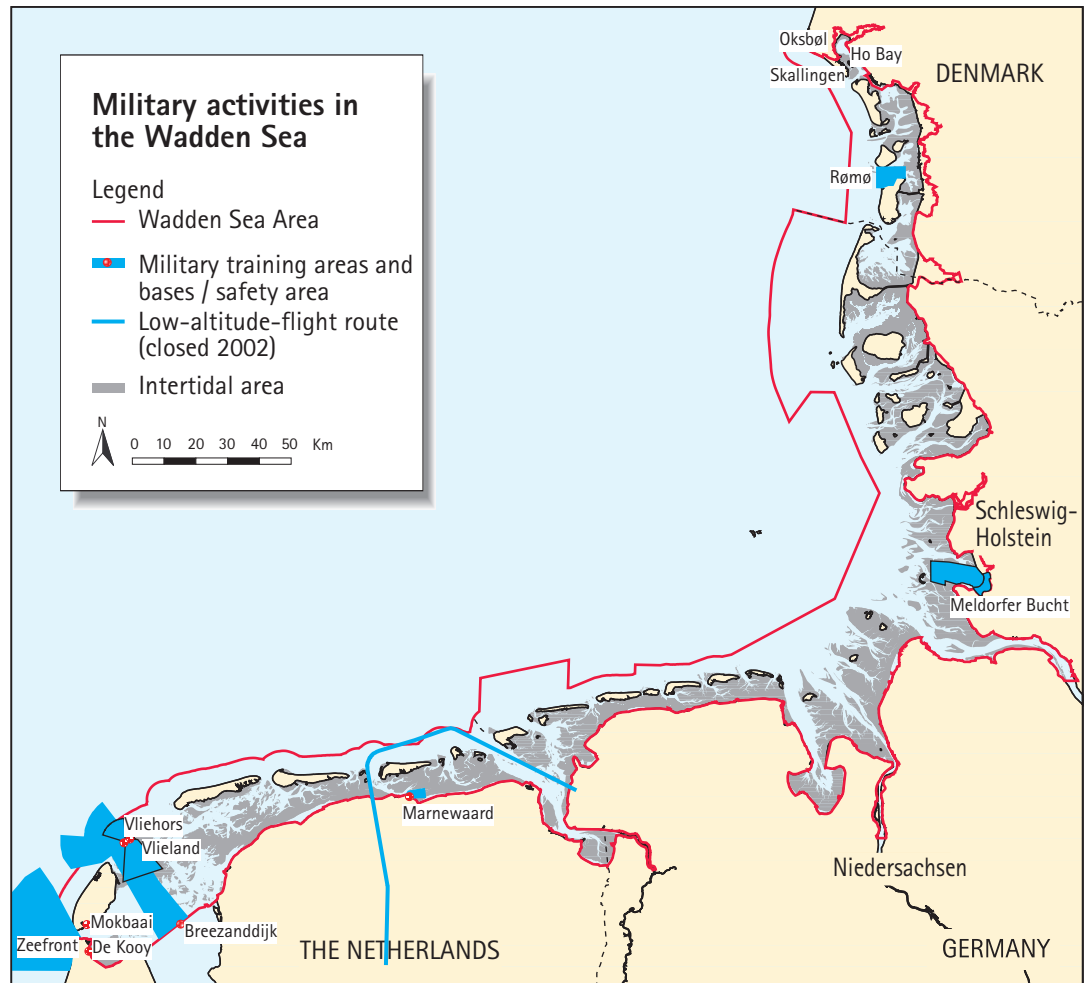 Military activities in
the Wadden Sea
Legend
Wadden Sea Area
Military training areas and
bases / safety area
Low-altitude-flight route
(closed 2002)
Intertidal area
N
0 10 20 30 40 50 Km
Oksbøl
Ho Bay
Skallingen
DENMARK
Rømø
Schleswig-
Holstein
Meldorfer Bucht
Marnewaard
Vliehors
Vlieland
Niedersachsen
Mokbaai
Breezanddijk
Zeefront
De Kooy
THE NETHERLANDS
GERMANY